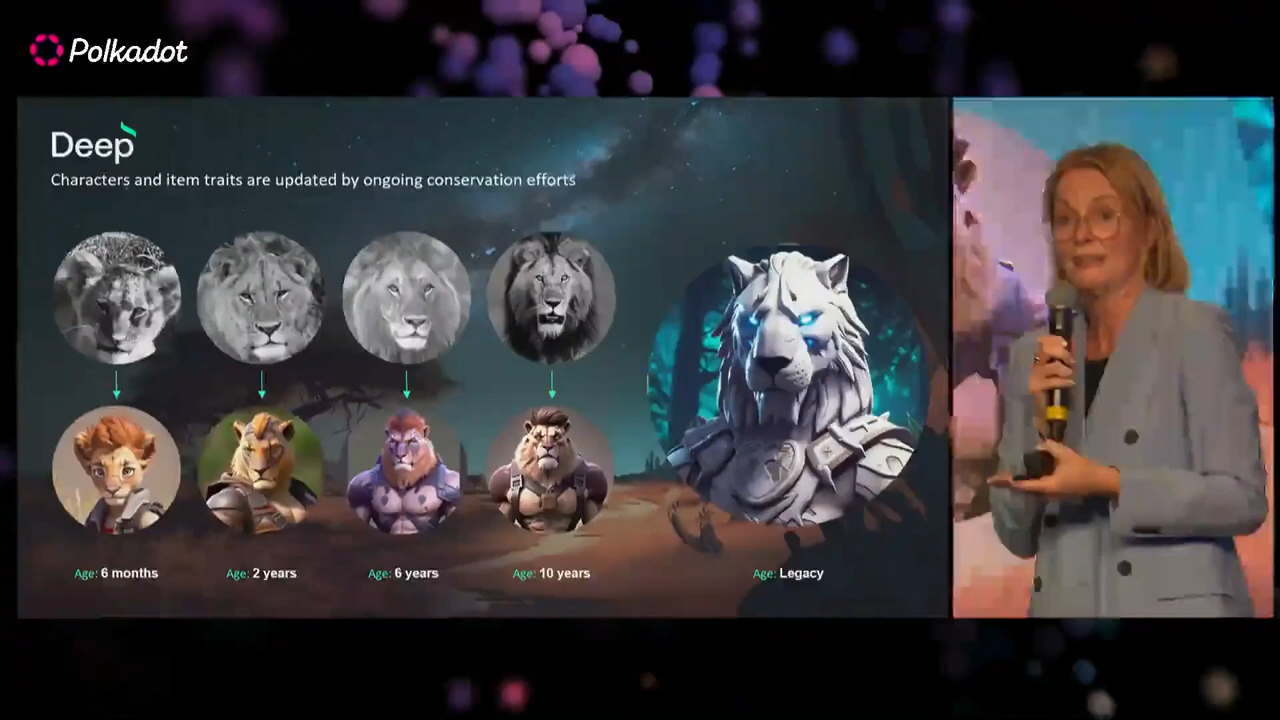 Polkadot
Deep
Characters and item traits are updated by ongoing conservation efforts
Age: 6 months
Age: 2 years
Age: 6 years
Age: 10 years
Age: Legacy